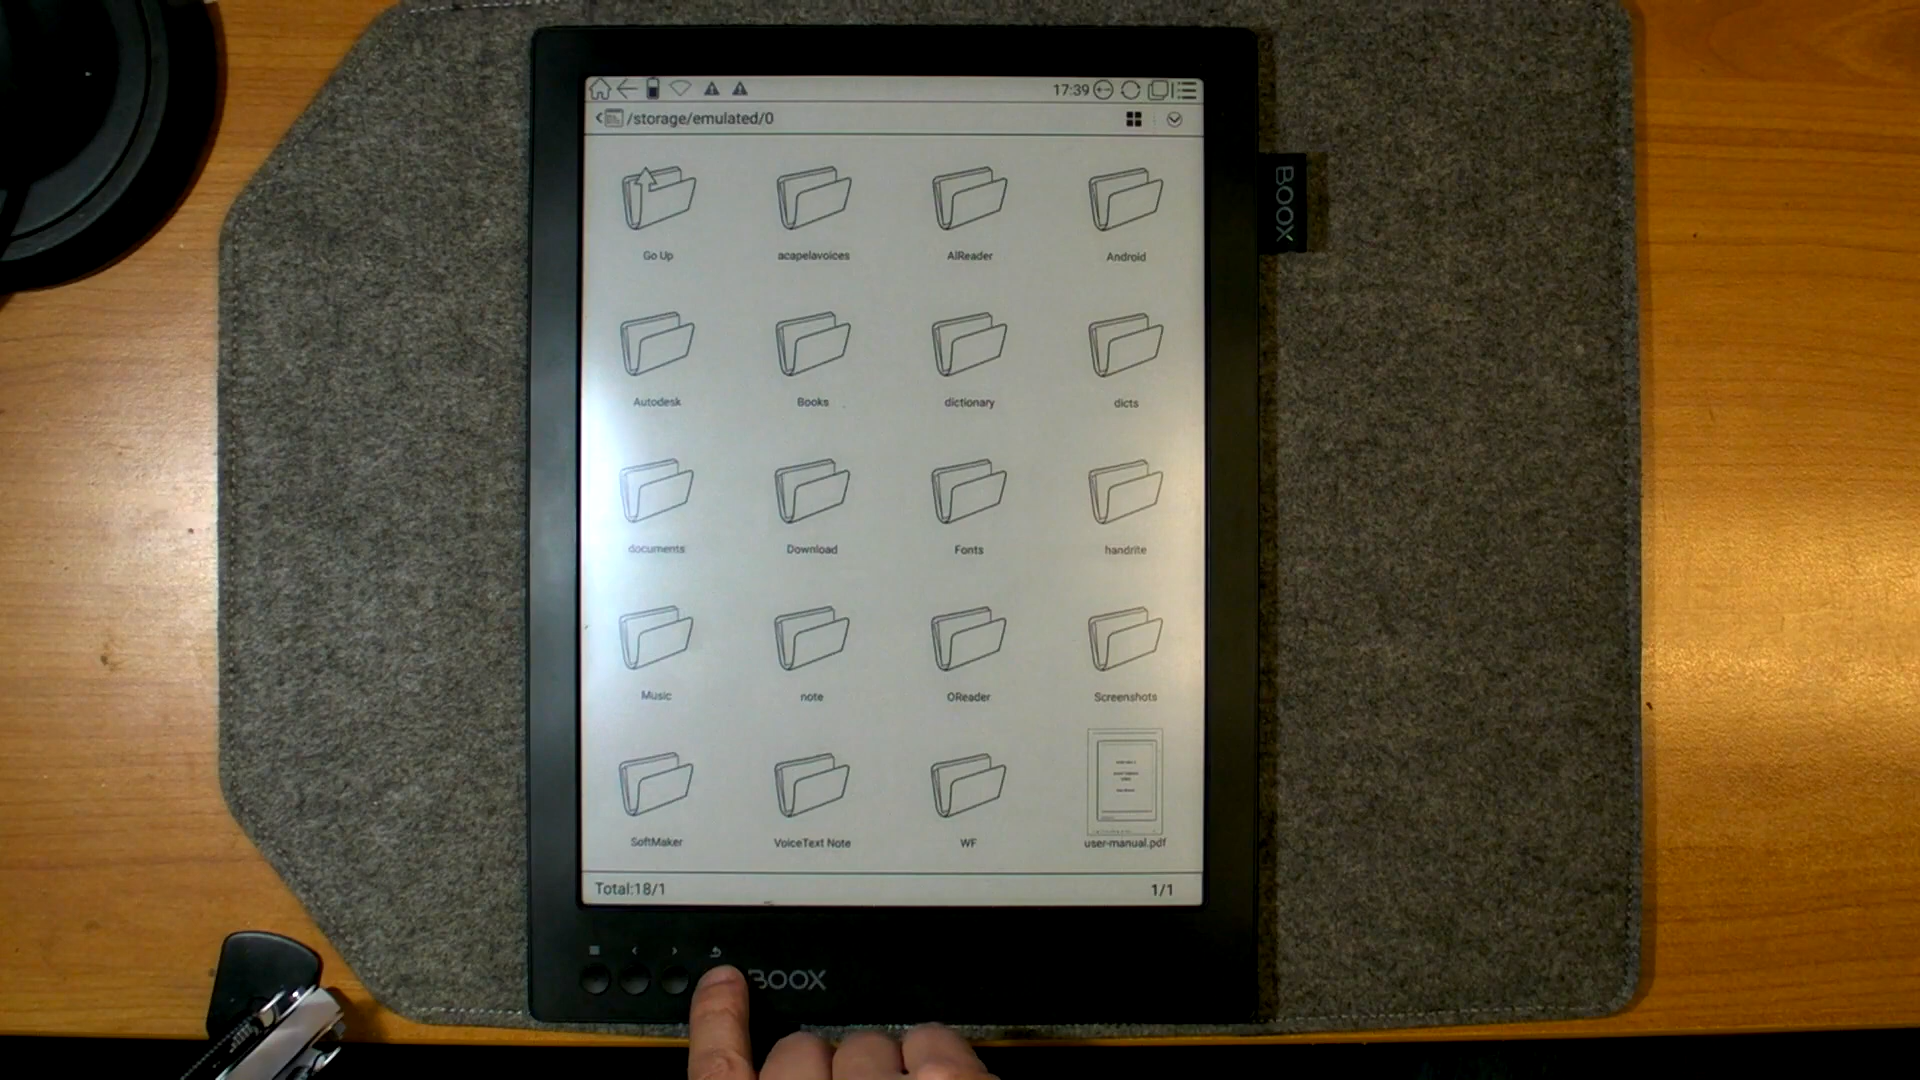 17:39
/storage/emulated/0
Go Up
acapelavoices
AlReader
Android
Autodesk
Books
dictionary
dicts
documents
Download
Fonts
handrite
Music
note
OReader
Screenshots
SoftMaker
VoiceText Note
WF
user-manual.pdf
Total:18/1
1/1
BOOX
BOOX